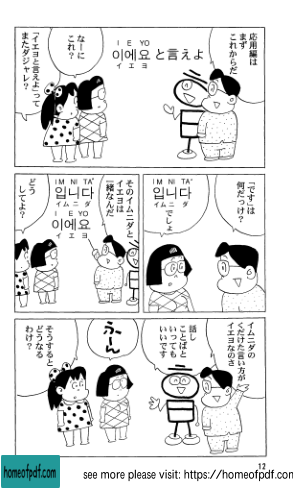 応用編は
まず
これからだ
I E YO
이에요と言えよ
イ エ ヨ
なーに
これ?
「イエヨと言えよ」って
またダジャレ?
「です」は
何だっけ?
IM NI TA*
입니다
イム ニ ダ
でしょ
そのイムニダと
イエヨは
一緒なんだ
IM NI TA*
입니다
イム ニ ダ
I E YO
이에요
イ エ ヨ
どう
してよ?
イムニダの
くだけた言い方が
イエヨなのさ
話し
ことばと
いっても
いいです
ふーん
そうすると
どうなる
わけ?
12
homeofpdf.com
see more please visit: https://homeofpdf.com